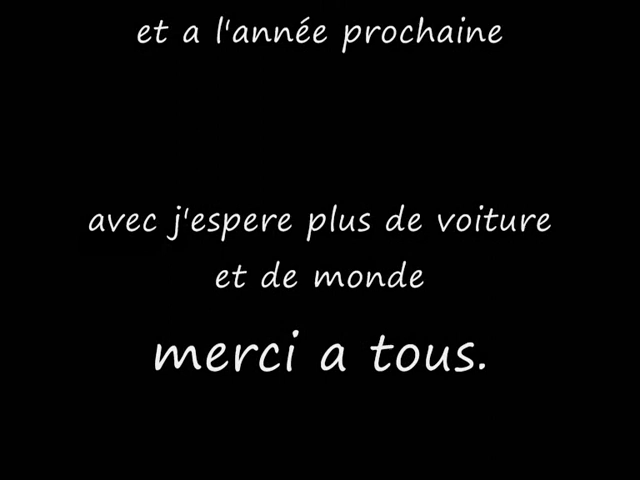 et a l'année prochaine
avec j'espere plus de voiture
et de monde
merci a tous.